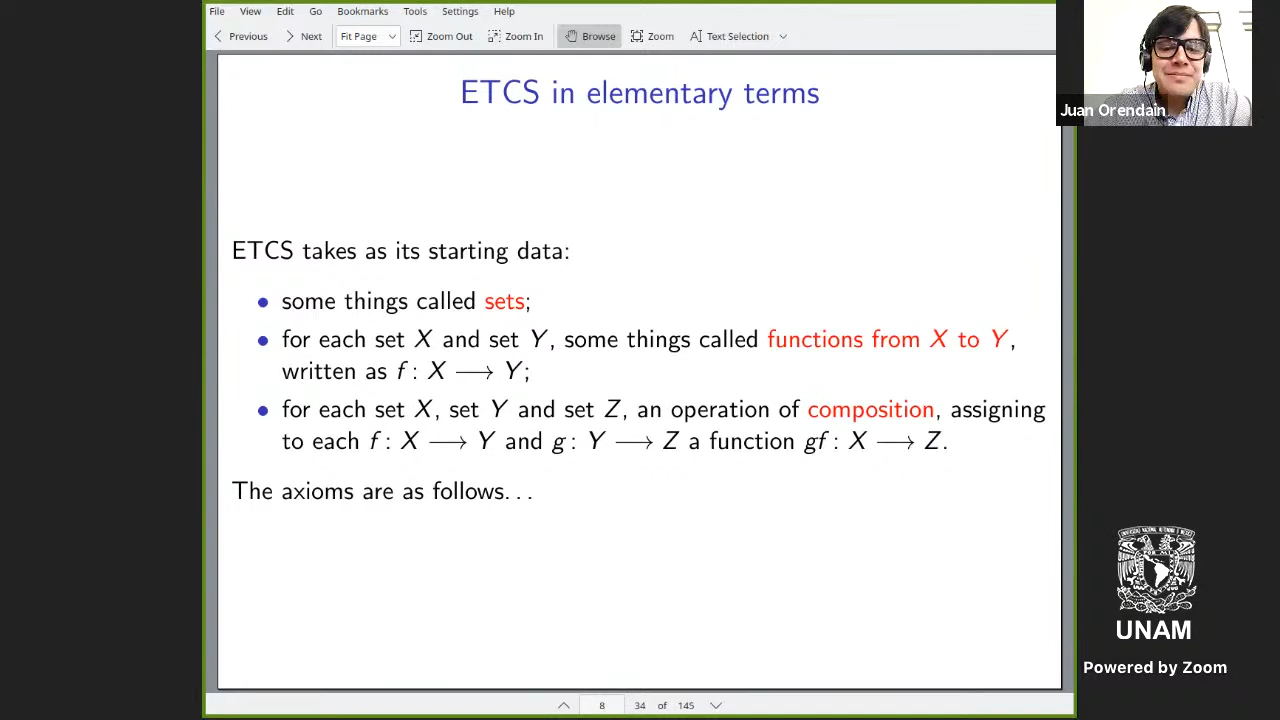 File View Edit Go Bookmarks Tools Settings Help
Previous Next Fit Page Zoom Out Zoom In Browse Zoom Text Selection
Juan Orendain
ETCS in elementary terms
ETCS takes as its starting data:
• some things called sets;
• for each set X and set Y, some things called functions from X to Y,
written as f : X ⟶ Y;
• for each set X, set Y and set Z, an operation of composition, assigning
to each f : X ⟶ Y and g : Y ⟶ Z a function gf : X ⟶ Z.
The axioms are as follows...
UNAM
Powered by Zoom
8 34 of 145